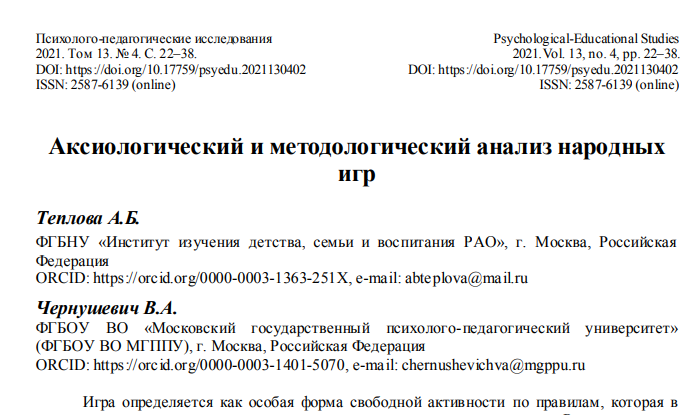 Психолого-педагогические исследования
2021. Том 13. № 4. С. 22–38.
DOI: https://doi.org/10.17759/psyedu.2021130402
ISSN: 2587-6139 (online)
Psychological-Educational Studies
2021. Vol. 13, no. 4, pp. 22–38.
DOI: https://doi.org/10.17759/psyedu.2021130402
ISSN: 2587-6139 (online)
Аксиологический и методологический анализ народных
игр
Теплова А.Б.
ФГБНУ «Институт изучения детства, семьи и воспитания РАО», г. Москва, Российская
Федерация
ORCID: https://orcid.org/0000-0003-1363-251X, e-mail: abteplova@mail.ru
Чернушевич В.А.
ФГБОУ ВО «Московский государственный психолого-педагогический университет»
(ФГБОУ ВО МГППУ), г. Москва, Российская Федерация
ORCID: https://orcid.org/0000-0003-1401-5070, e-mail: chernushevichva@mgppu.ru
Игра определяется как особая форма свободной активности по правилам, которая в